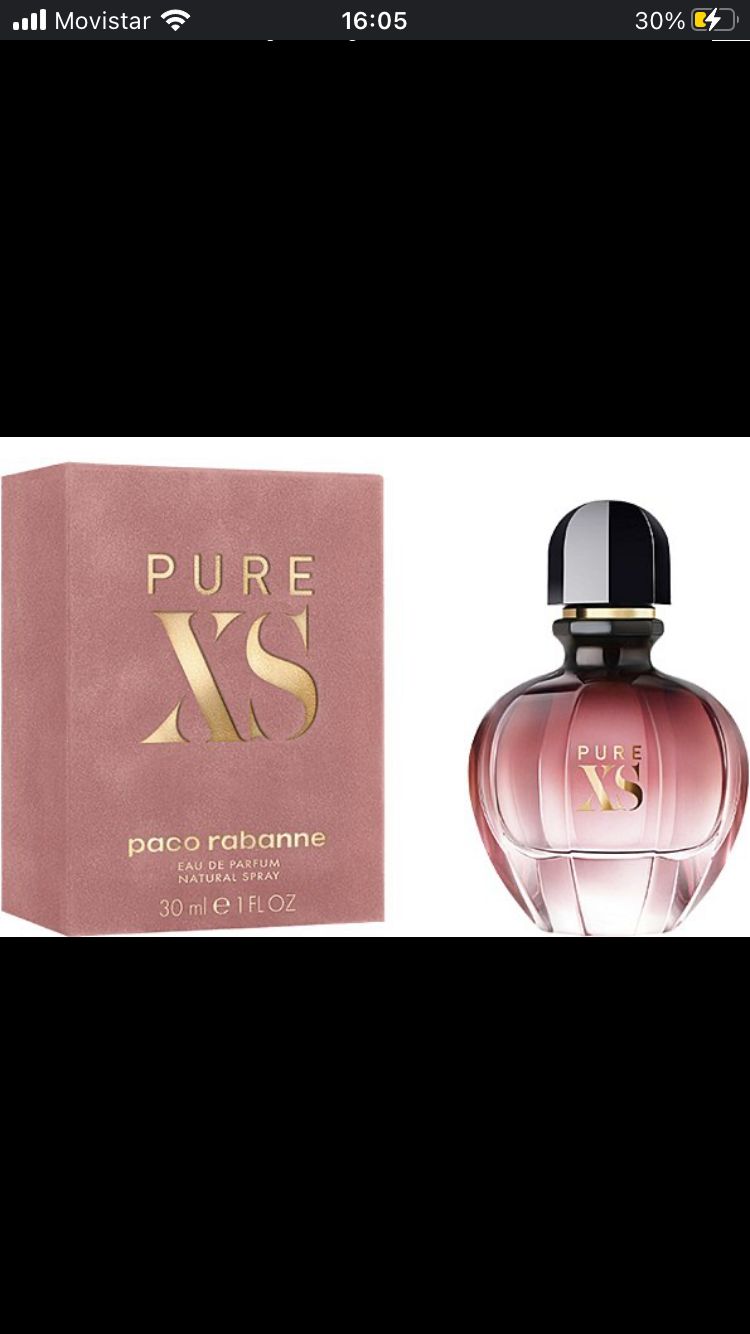 Movistar 16:05 30%
PURE
XS
paco rabanne
EAU DE PARFUM
NATURAL SPRAY
30 ml ℮ 1 FL OZ
PURE
XS